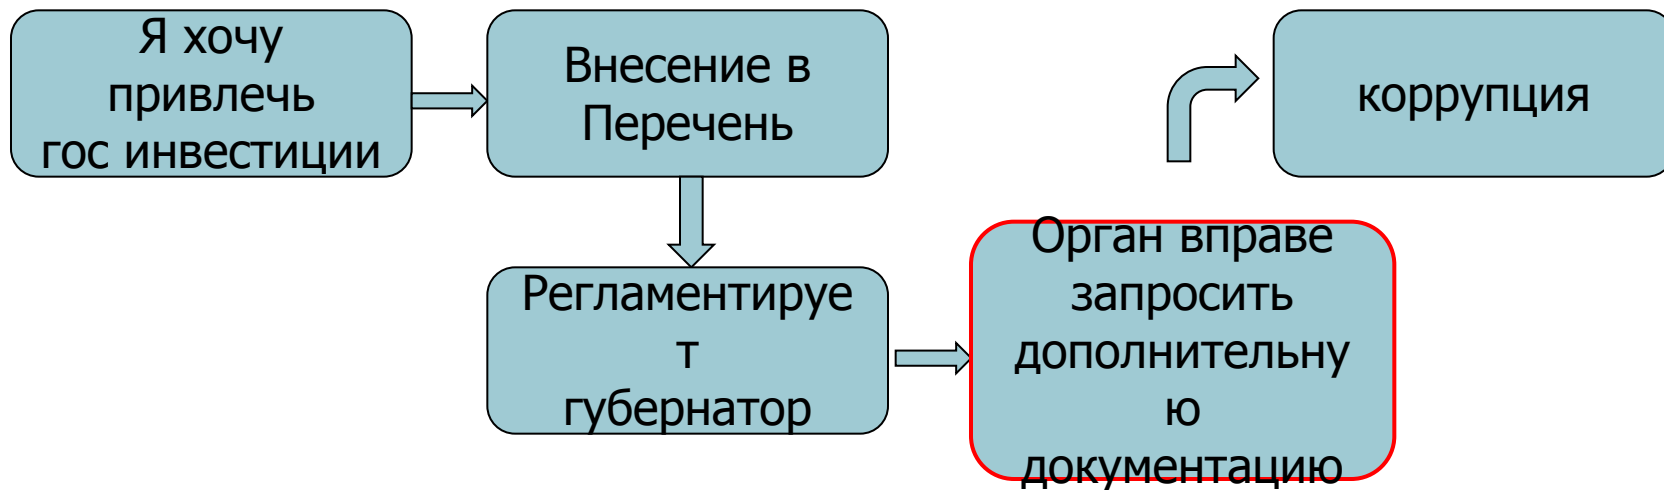 Я хочу
привлечь
гос инвестиции
Внесение в
Перечень
Регламентируе
т
губернатор
Орган вправе
запросить
дополнительну
ю
документацию
коррупция